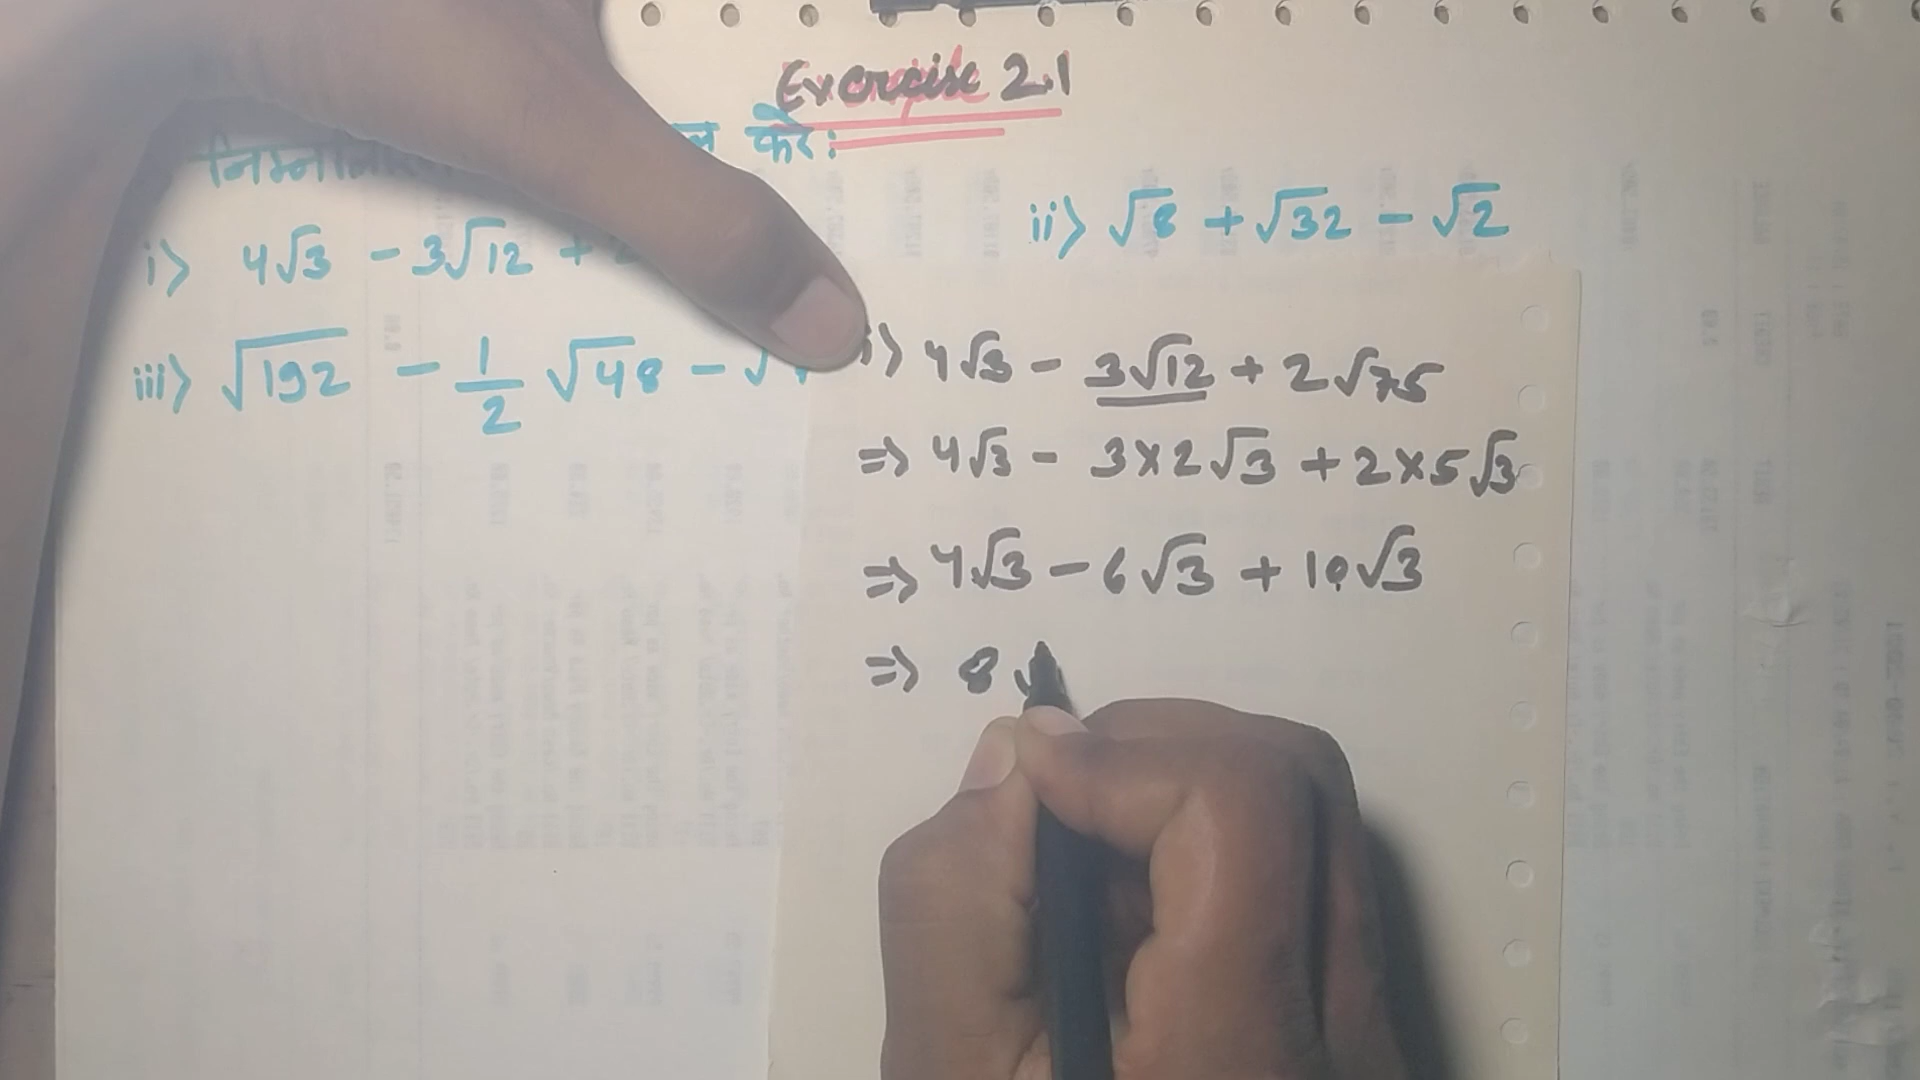 Exercise 2.1
करें:
i) 4√3 - 3√12 +
ii) √8 + √32 - √2
iii) √192 - 1/2 √48 - √
i) 4√3 - 3√12 + 2√75
=> 4√3 - 3×2√3 + 2×5√3
=> 4√3 - 6√3 + 10√3
=> 8